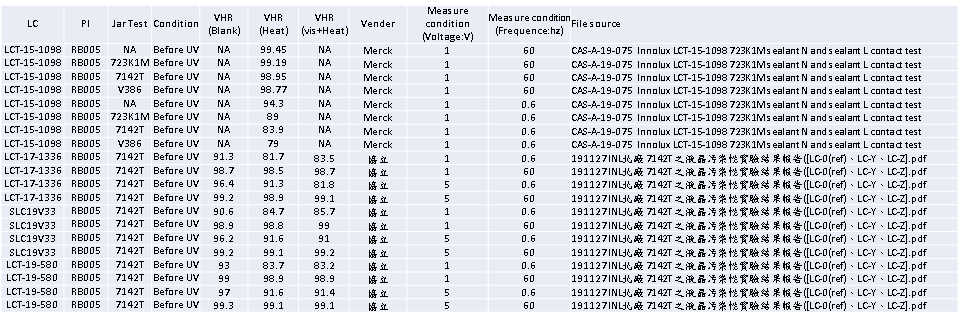 LC PI Jar Test Condition VHR (Blank) VHR (Heat) VHR (vis+Heat) Vender Measure condition (Voltage:V) Measure condition (Frequency:hz) File source
LCT-15-1098 RB005 NA Before UV NA 99.45 NA Merck 1 60 CAS-A-19-075 Innolux LCT-15-1098 723K1M sealant N and sealant L contact test
LCT-15-1098 RB005 723K1M Before UV NA 99.19 NA Merck 1 60 CAS-A-19-075 Innolux LCT-15-1098 723K1M sealant N and sealant L contact test
LCT-15-1098 RB005 7142T Before UV NA 98.95 NA Merck 1 60 CAS-A-19-075 Innolux LCT-15-1098 723K1M sealant N and sealant L contact test
LCT-15-1098 RB005 V386 Before UV NA 98.77 NA Merck 1 60 CAS-A-19-075 Innolux LCT-15-1098 723K1M sealant N and sealant L contact test
LCT-15-1098 RB005 NA Before UV NA 94.3 NA Merck 1 0.6 CAS-A-19-075 Innolux LCT-15-1098 723K1M sealant N and sealant L contact test
LCT-15-1098 RB005 723K1M Before UV NA 89 NA Merck 1 0.6 CAS-A-19-075 Innolux LCT-15-1098 723K1M sealant N and sealant L contact test
LCT-15-1098 RB005 7142T Before UV NA 83.9 NA Merck 1 0.6 CAS-A-19-075 Innolux LCT-15-1098 723K1M sealant N and sealant L contact test
LCT-15-1098 RB005 V386 Before UV NA 79 NA Merck 1 0.6 CAS-A-19-075 Innolux LCT-15-1098 723K1M sealant N and sealant L contact test
LCT-17-1336 RB005 7142T Before UV 91.3 81.7 83.5 協立 1 0.6 191127INL北廠 7142T之液晶污染性實驗結果報告([LC-0(ref)、LC-Y、LC-Z].pdf
LCT-17-1336 RB005 7142T Before UV 98.7 98.5 98.7 協立 1 60 191127INL北廠 7142T之液晶污染性實驗結果報告([LC-0(ref)、LC-Y、LC-Z].pdf
LCT-17-1336 RB005 7142T Before UV 96.4 91.3 81.8 協立 5 0.6 191127INL北廠 7142T之液晶污染性實驗結果報告([LC-0(ref)、LC-Y、LC-Z].pdf
LCT-17-1336 RB005 7142T Before UV 99.2 98.9 99.1 協立 5 60 191127INL北廠 7142T之液晶污染性實驗結果報告([LC-0(ref)、LC-Y、LC-Z].pdf
SLC19V33 RB005 7142T Before UV 90.6 84.7 85.7 協立 1 0.6 191127INL北廠 7142T之液晶污染性實驗結果報告([LC-0(ref)、LC-Y、LC-Z].pdf
SLC19V33 RB005 7142T Before UV 98.9 98.8 99 協立 1 60 191127INL北廠 7142T之液晶污染性實驗結果報告([LC-0(ref)、LC-Y、LC-Z].pdf
SLC19V33 RB005 7142T Before UV 96.2 91.6 91 協立 5 0.6 191127INL北廠 7142T之液晶污染性實驗結果報告([LC-0(ref)、LC-Y、LC-Z].pdf
SLC19V33 RB005 7142T Before UV 99.2 99.1 99.2 協立 5 60 191127INL北廠 7142T之液晶污染性實驗結果報告([LC-0(ref)、LC-Y、LC-Z].pdf
LCT-19-580 RB005 7142T Before UV 93 83.7 83.2 協立 1 0.6 191127INL北廠 7142T之液晶污染性實驗結果報告([LC-0(ref)、LC-Y、LC-Z].pdf
LCT-19-580 RB005 7142T Before UV 99 98.9 98.9 協立 1 60 191127INL北廠 7142T之液晶污染性實驗結果報告([LC-0(ref)、LC-Y、LC-Z].pdf
LCT-19-580 RB005 7142T Before UV 97 91.6 91.4 協立 5 0.6 191127INL北廠 7142T之液晶污染性實驗結果報告([LC-0(ref)、LC-Y、LC-Z].pdf
LCT-19-580 RB005 7142T Before UV 99.3 99.1 99.1 協立 5 60 191127INL北廠 7142T之液晶污染性實驗結果報告([LC-0(ref)、LC-Y、LC-Z].pdf